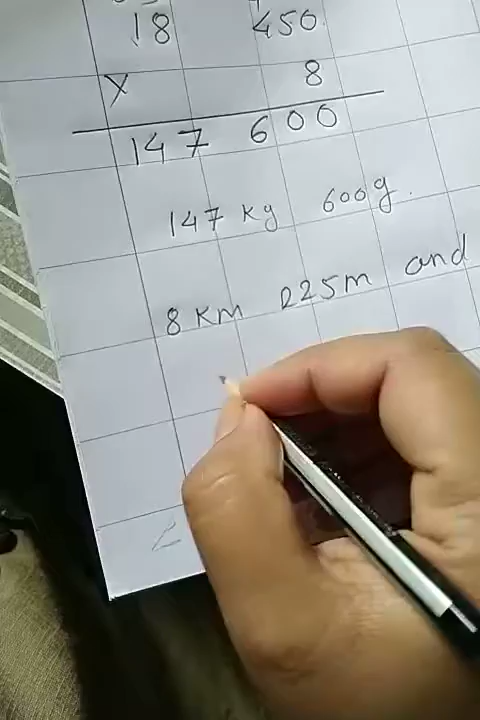 18 450
x 8
147 600
147 kg 600g.
8 Km 225m and